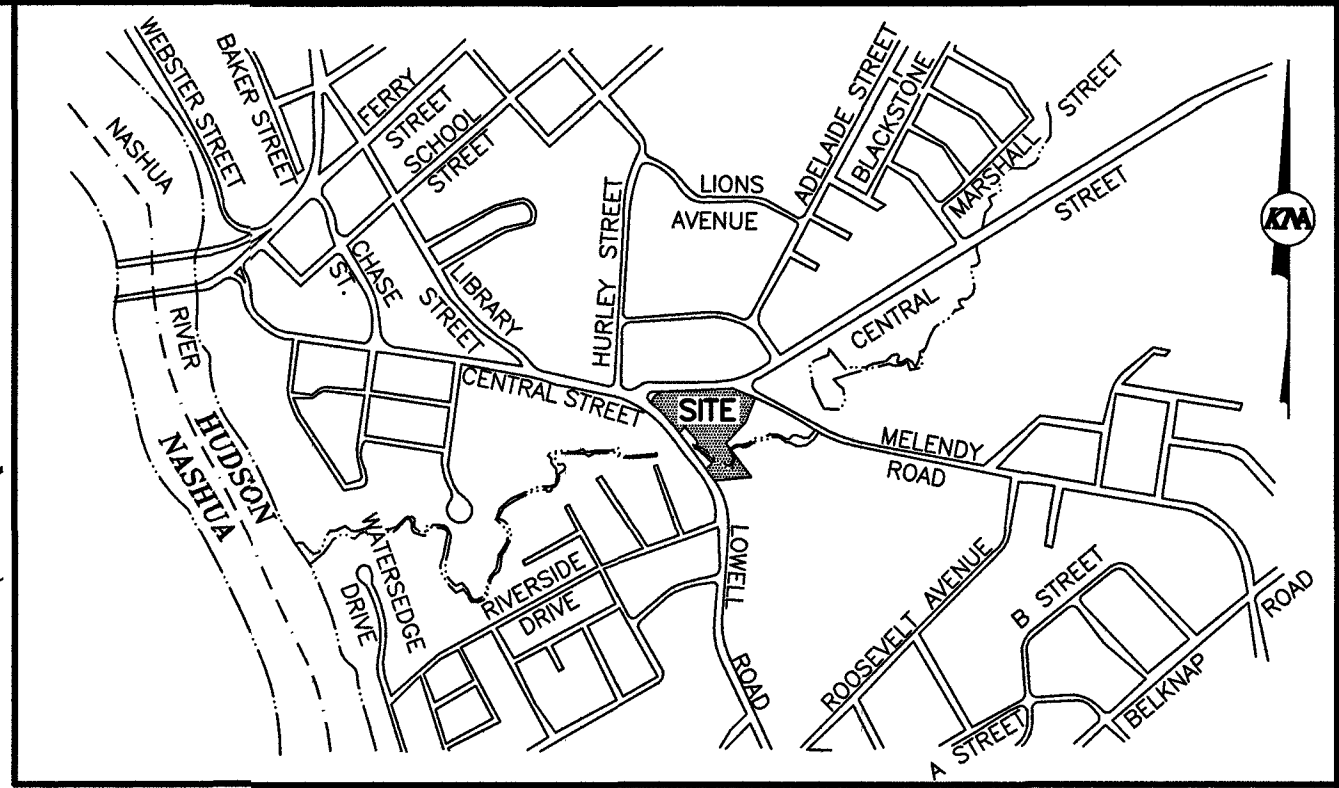 WEBSTER STREET
BAKER STREET
FERRY
STREET
SCHOOL
STREET
NASHUA
RIVER
HUDSON
NASHUA
CHASE
ST.
LIBRARY
STREET
HURLEY STREET
LIONS
AVENUE
ADELAIDE STREET
BLACKSTONE
MARSHALL
STREET
CENTRAL
STREET
KNA
CENTRAL STREET
SITE
MELENDY
ROAD
WATERSEDGE
DRIVE
RIVERSIDE
DRIVE
LOWELL
ROAD
ROOSEVELT AVENUE
B STREET
A STREET
BELKNAP
ROAD